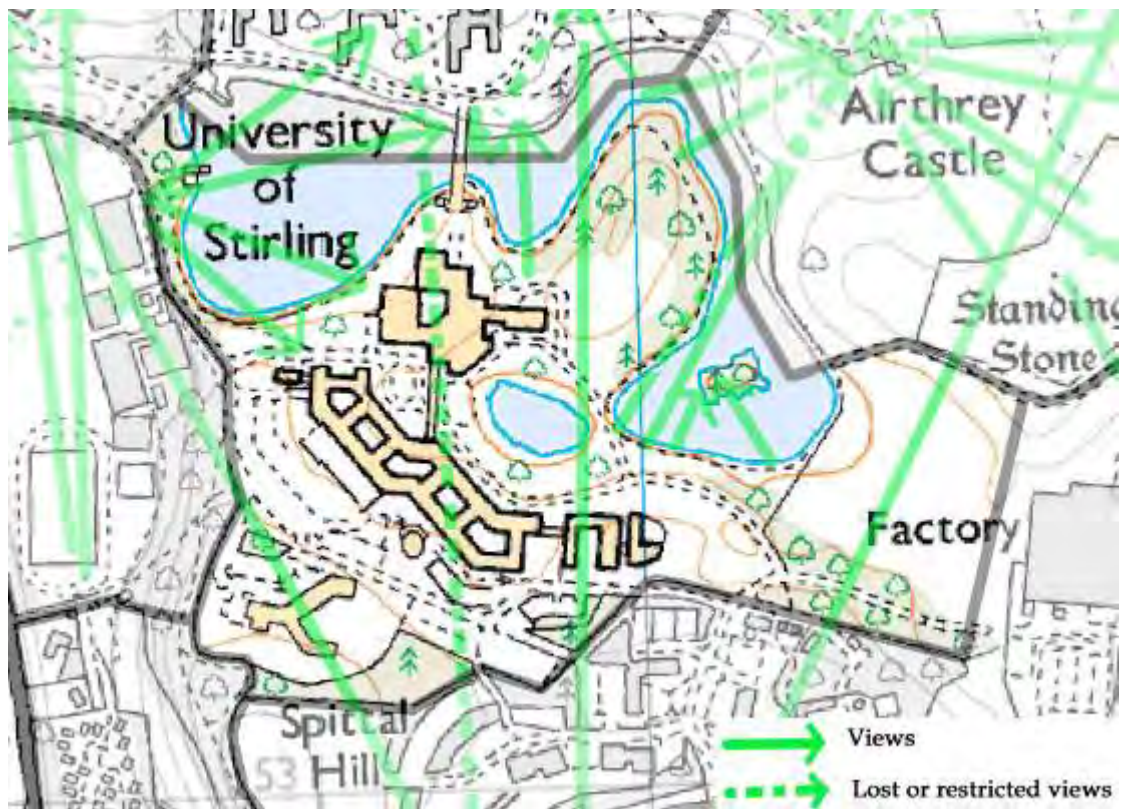 University
of
Stirling
Airthrey
Castle
Standing
Stone
Factory
Spittal
53 Hill
Views
Lost or restricted views